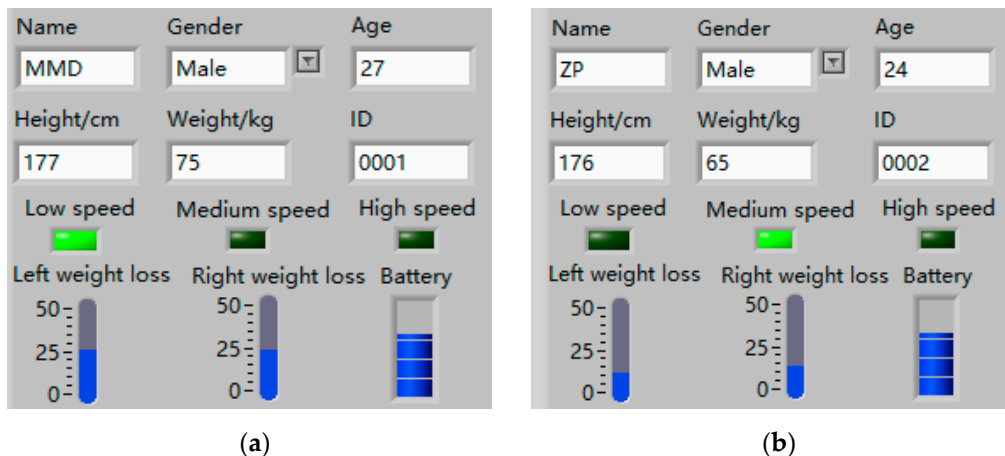 Name Gender Age
MMD Male 27
Height/cm Weight/kg ID
177 75 0001
Low speed Medium speed High speed
Left weight loss Right weight loss Battery
50 50
25 25
0 0
(a)
Name Gender Age
ZP Male 24
Height/cm Weight/kg ID
176 65 0002
Low speed Medium speed High speed
Left weight loss Right weight loss Battery
50 50
25 25
0 0
(b)